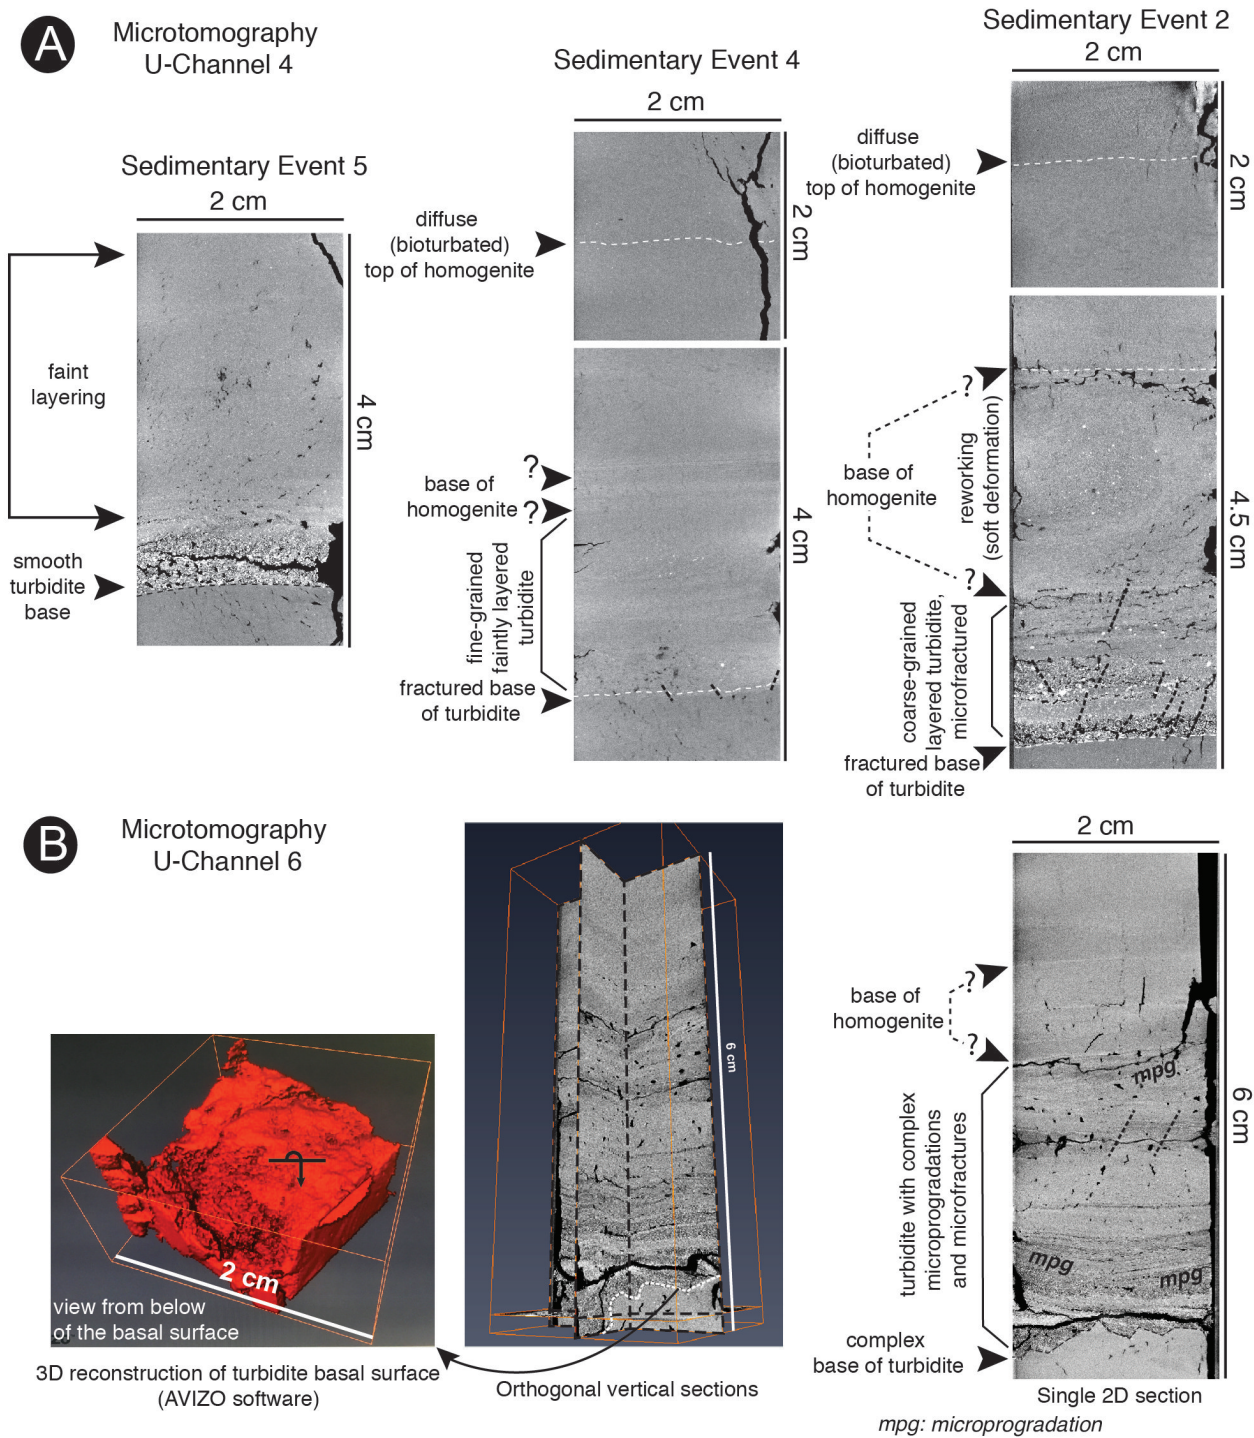 A
Microtomography
U-Channel 4
Sedimentary Event 5
2 cm
4 cm
faint
layering
smooth
turbidite
base
Sedimentary Event 4
2 cm
2 cm
diffuse
(bioturbated)
top of homogenite
4 cm
?
base of
homogenite ?
fine-grained
faintly layered
turbidite
fractured base
of turbidite
Sedimentary Event 2
2 cm
2 cm
diffuse
(bioturbated)
top of homogenite
4.5 cm
?
base of
homogenite
?
reworking
(soft deformation)
coarse-grained
layered turbidite,
microfractured
fractured base
of turbidite
B
Microtomography
U-Channel 6
2 cm
view from below
of the basal surface
3D reconstruction of turbidite basal surface
(AVIZO software)
6 cm
Orthogonal vertical sections
2 cm
6 cm
?
base of
homogenite
?
mpg
turbidite with complex
microprogradations
and microfractures
mpg
mpg
complex
base of turbidite
Single 2D section
mpg: microprogradation